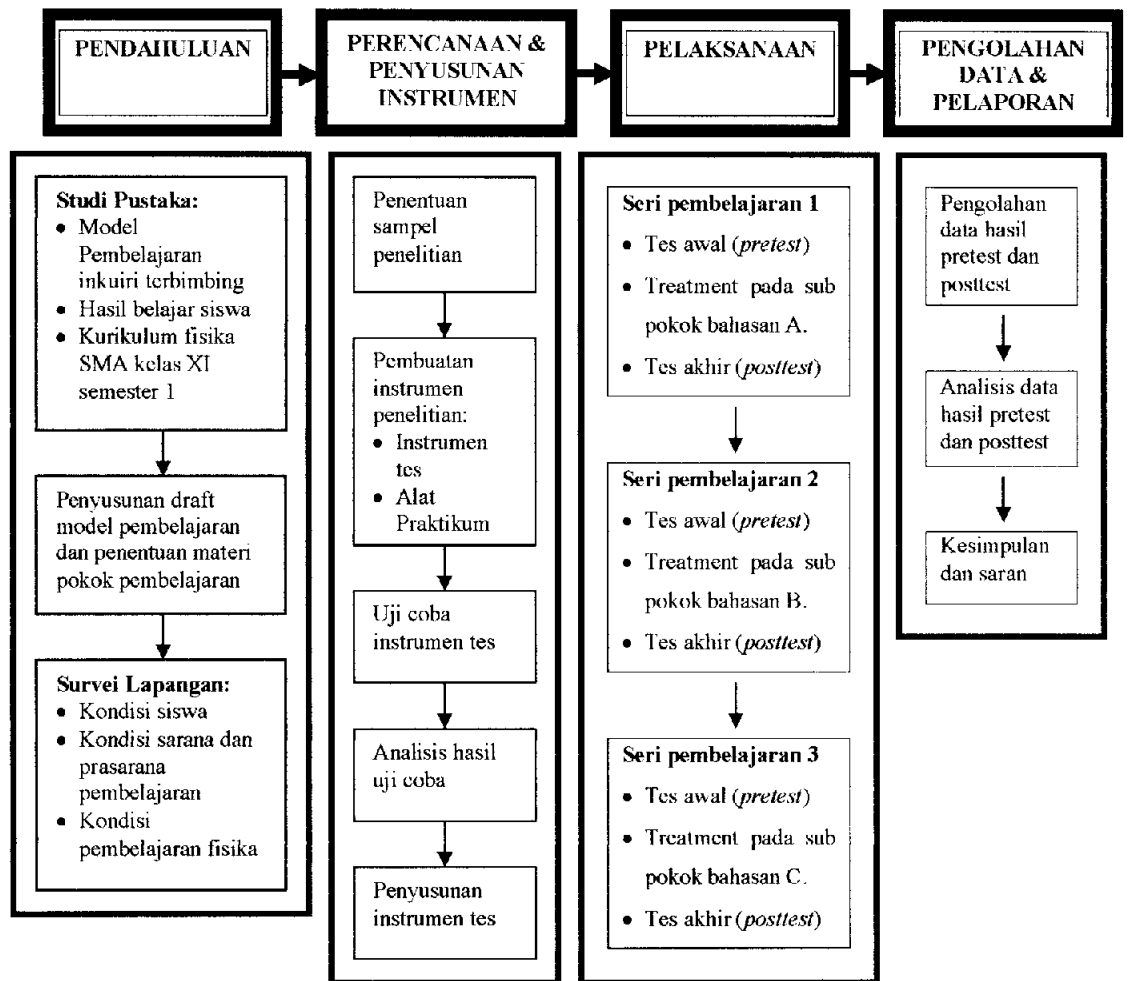 PENDAHULUAN
PERENCANAAN &
PENYUSUNAN
INSTRUMEN
PELAKSANAAN
PENGOLAHAN
DATA &
PELAPORAN
Studi Pustaka:
• Model
Pembelajaran
inkuiri terbimbing
• Hasil belajar siswa
• Kurikulum fisika
SMA kelas XI
semester 1
Penyusunan draft
model pembelajaran
dan penentuan materi
pokok pembelajaran
Survei Lapangan:
• Kondisi siswa
• Kondisi sarana dan
prasarana
pembelajaran
• Kondisi
pembelajaran fisika
Penentuan
sampel
penelitian
Pembuatan
instrumen
penelitian:
• Instrumen
tes
• Alat
Praktikum
Uji coba
instrumen tes
Analisis hasil
uji coba
Penyusunan
instrumen tes
Seri pembelajaran 1
• Tes awal (pretest)
• Treatment pada sub
pokok bahasan A.
• Tes akhir (posttest)
Seri pembelajaran 2
• Tes awal (pretest)
• Treatment pada sub
pokok bahasan B.
• Tes akhir (posttest)
Seri pembelajaran 3
• Tes awal (pretest)
• Treatment pada sub
pokok bahasan C.
• Tes akhir (posttest)
Pengolahan
data hasil
pretest dan
posttest
Analisis data
hasil pretest
dan posttest
Kesimpulan
dan saran